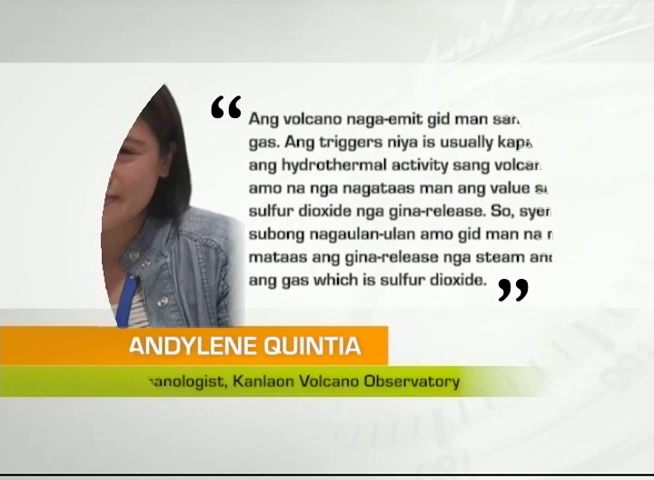 “ Ang volcano naga-emit gid man
gas. Ang triggers niya is usually
ang hydrothermal activity sang
amo na nga nagataas man ang value
sulfur dioxide nga gina-release. So,
subong nagaulan-ulan amo gid man na
mataas ang gina-release nga steam
ang gas which is sulfur dioxide. ”
ANDYLENE QUINTIA
Kanlaon Volcano Observatory